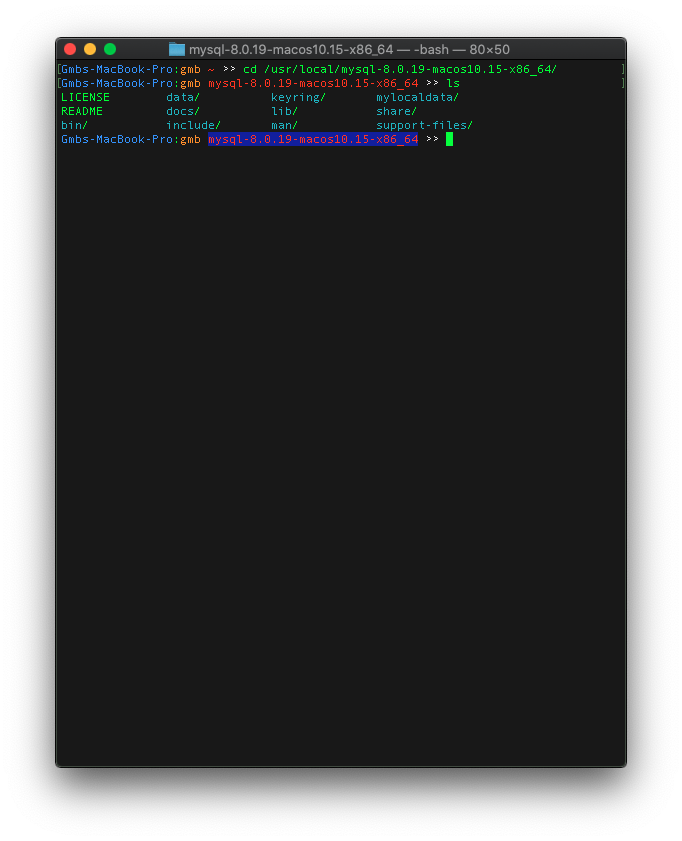 mysql-8.0.19-macos10.15-x86_64 — -bash — 80×50
[Gmbs-MacBook-Pro:gmb ~ >> cd /usr/local/mysql-8.0.19-macos10.15-x86_64/ ]
[Gmbs-MacBook-Pro:gmb mysql-8.0.19-macos10.15-x86_64 >> ls ]
LICENSE data/ keyring/ mylocaldata/
README docs/ lib/ share/
bin/ include/ man/ support-files/
Gmbs-MacBook-Pro:gmb mysql-8.0.19-macos10.15-x86_64 >>